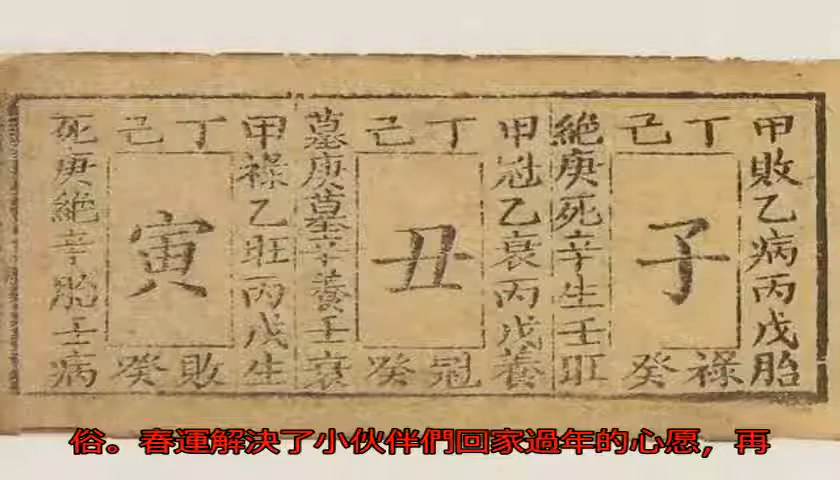 甲敗乙病丙戊胎
丁己
子
癸祿
絕庚死辛生壬旺
甲冠乙衰丙戊養
丁己
丑
癸冠
墓庚墓辛養壬衰
甲祿乙旺丙戊生
丁己
寅
癸敗
死庚絕辛胎壬病
俗。春運解決了小伙伴們回家過年的心愿，再